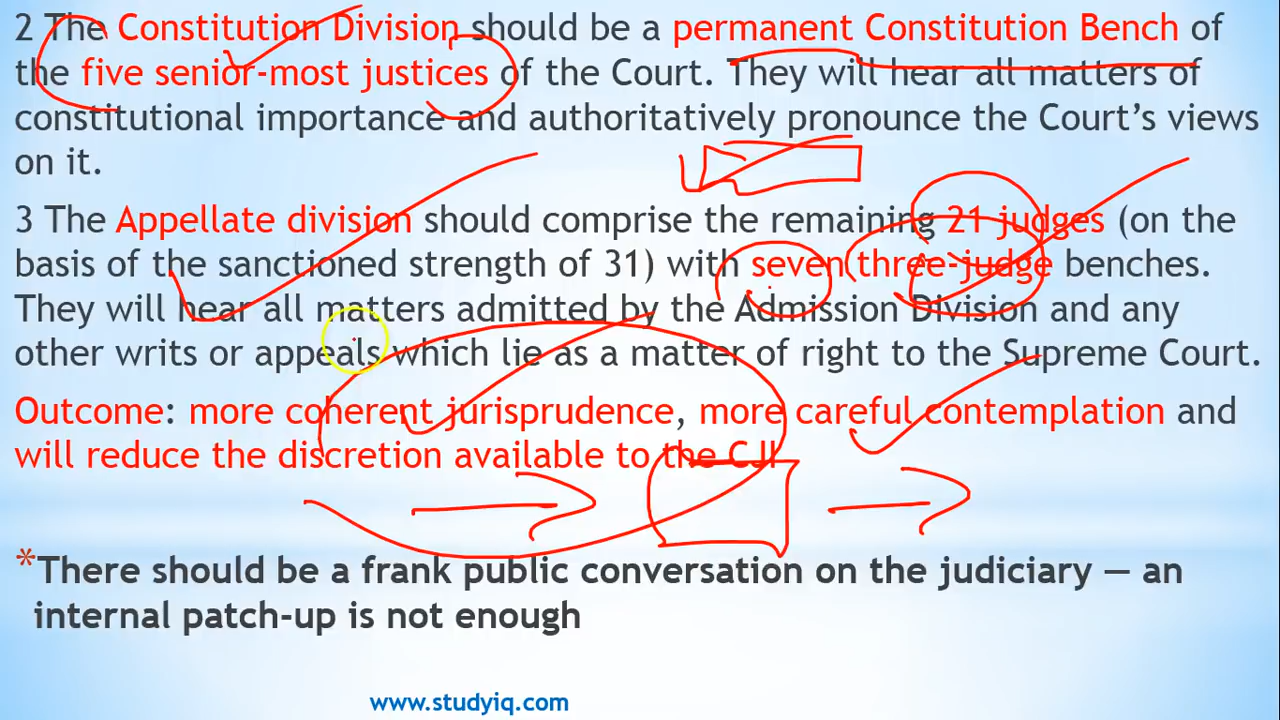 2 The Constitution Division should be a permanent Constitution Bench of
the five senior-most justices of the Court. They will hear all matters of
constitutional importance and authoritatively pronounce the Court’s views
on it.
3 The Appellate division should comprise the remaining 21 judges (on the
basis of the sanctioned strength of 31) with seven three-judge benches.
They will hear all matters admitted by the Admission Division and any
other writs or appeals which lie as a matter of right to the Supreme Court.
Outcome: more coherent jurisprudence, more careful contemplation and
will reduce the discretion available to the CJI
*There should be a frank public conversation on the judiciary — an
internal patch-up is not enough
www.studyiq.com